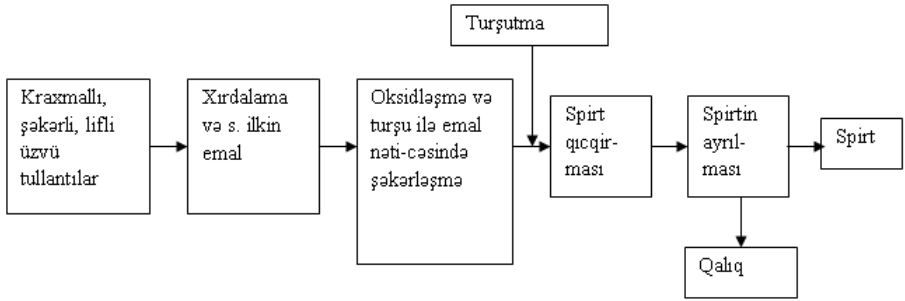 Turşutma
Kraxmallı,
şəkərli, lifli
üzvü
tullantılar
Xırdalama
və s. ilkin
emal
Oksidləşmə və
turşu ilə emal
nəti-cəsində
şəkərləşmə
Spirt
qıcqir-
ması
Spirtin
ayrıl-
ması
Spirt
Qalıq